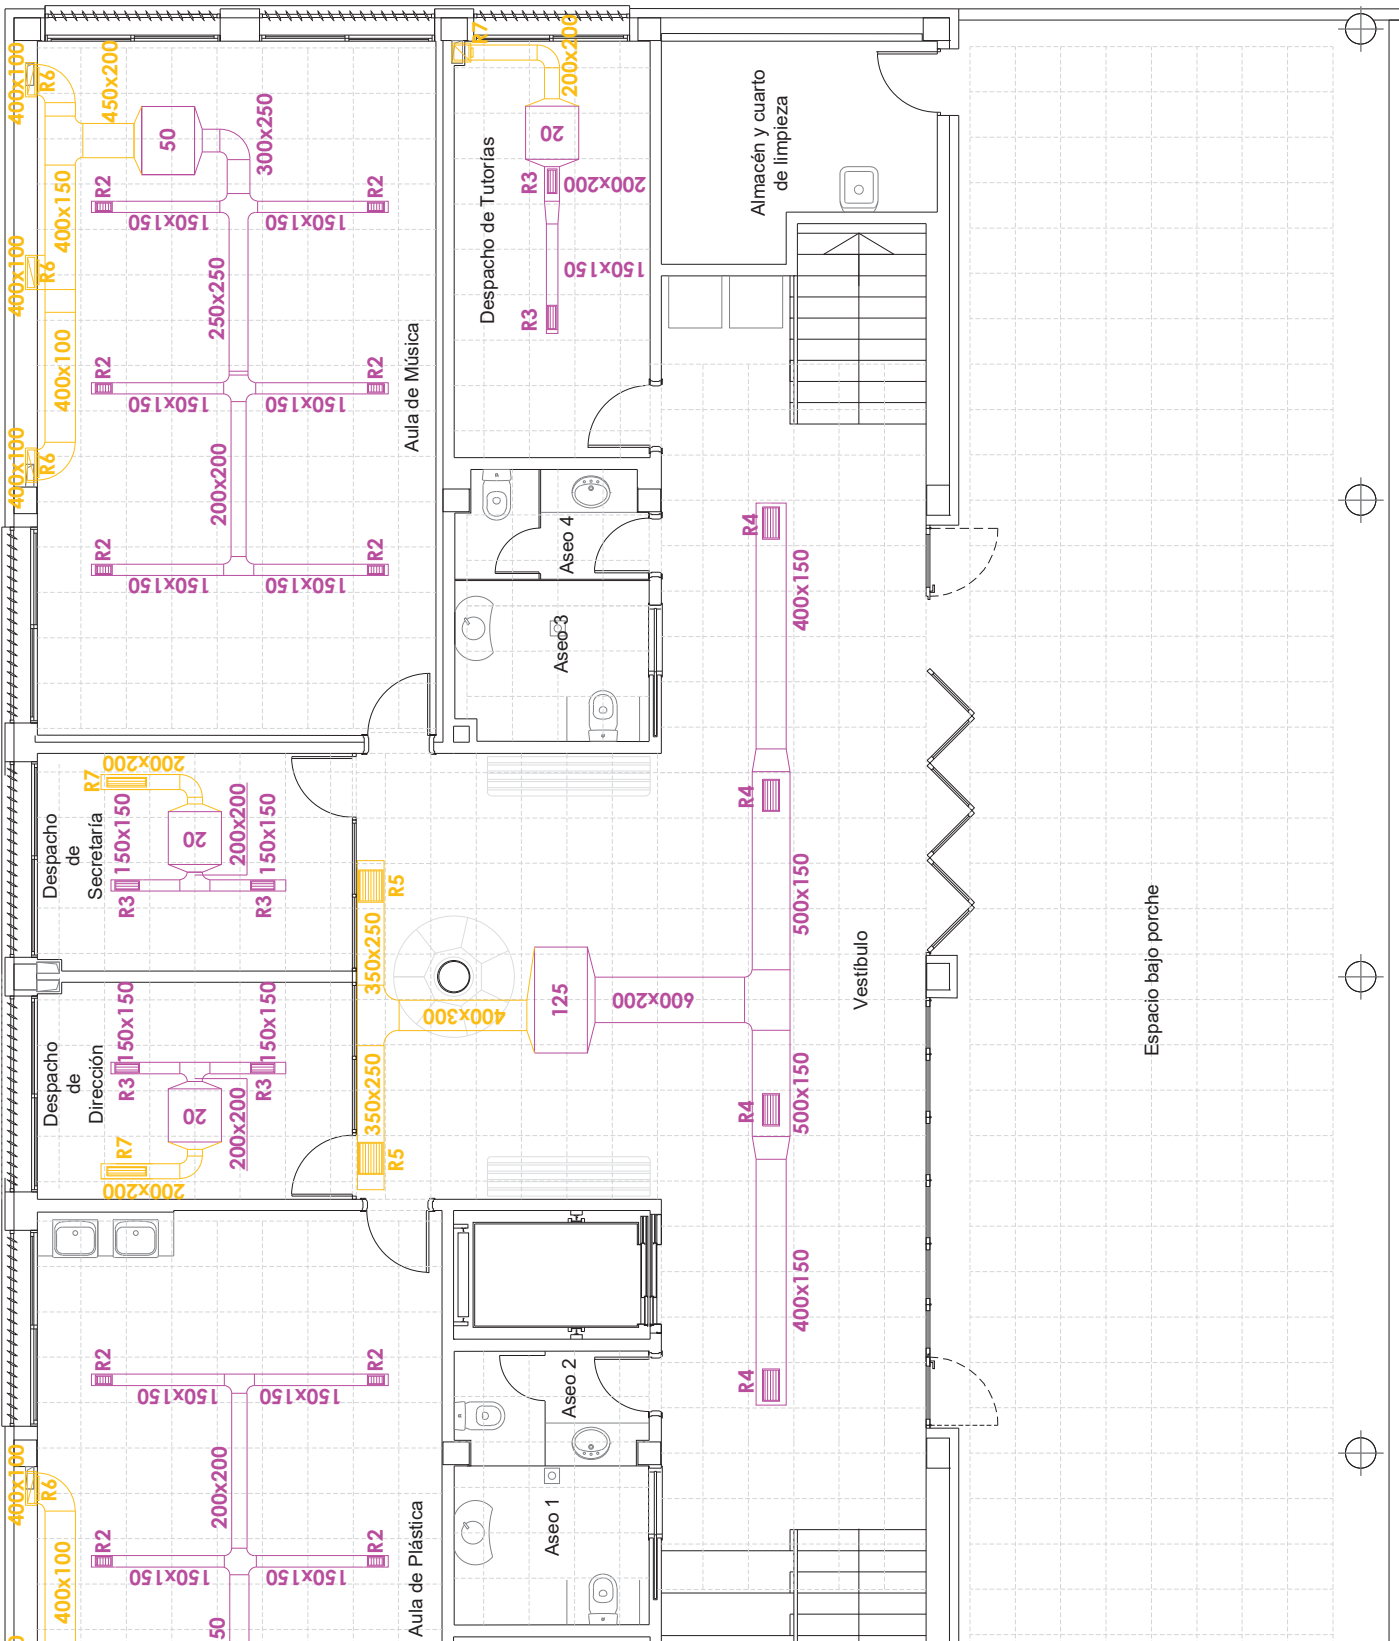 400x100
R6
450x200
50
300x250
400x150
R2
R2
150x150
150x150
400x100
R6
250x250
400x100
R2
R2
150x150
150x150
Aula de Música
400x100
R6
200x200
R2
R2
150x150
150x150
R7
200x200
20
R3
200x200
Despacho de Tutorías
150x150
R3
Almacén y cuarto
de limpieza
Aseo 4
Aseo 3
R4
400x150
R4
500x150
R7
200x200
150x150
20
200x200
150x150
R3
R3
Despacho
de
Secretaría
R5
350x250
400x300
125
600x200
Vestíbulo
Espacio bajo porche
Despacho
de
Dirección
150x150
150x150
R3
R3
20
200x200
R7
200x200
350x250
R5
R4
500x150
400x150
R4
R2
R2
150x150
150x150
Aseo 2
400x100
R6
200x200
R2
R2
150x150
150x150
400x100
Aula de Plástica
Aseo 1
50